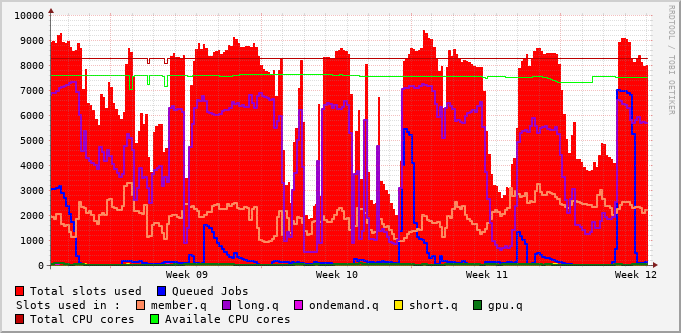 10000
9000
8000
7000
6000
5000
4000
3000
2000
1000
0
Week 09 Week 10 Week 11 Week 12
RRDTOOL / TOBI OETIKER
Total slots used Queued Jobs
Slots used in : member.q long.q ondemand.q short.q gpu.q
Total CPU cores Availale CPU cores